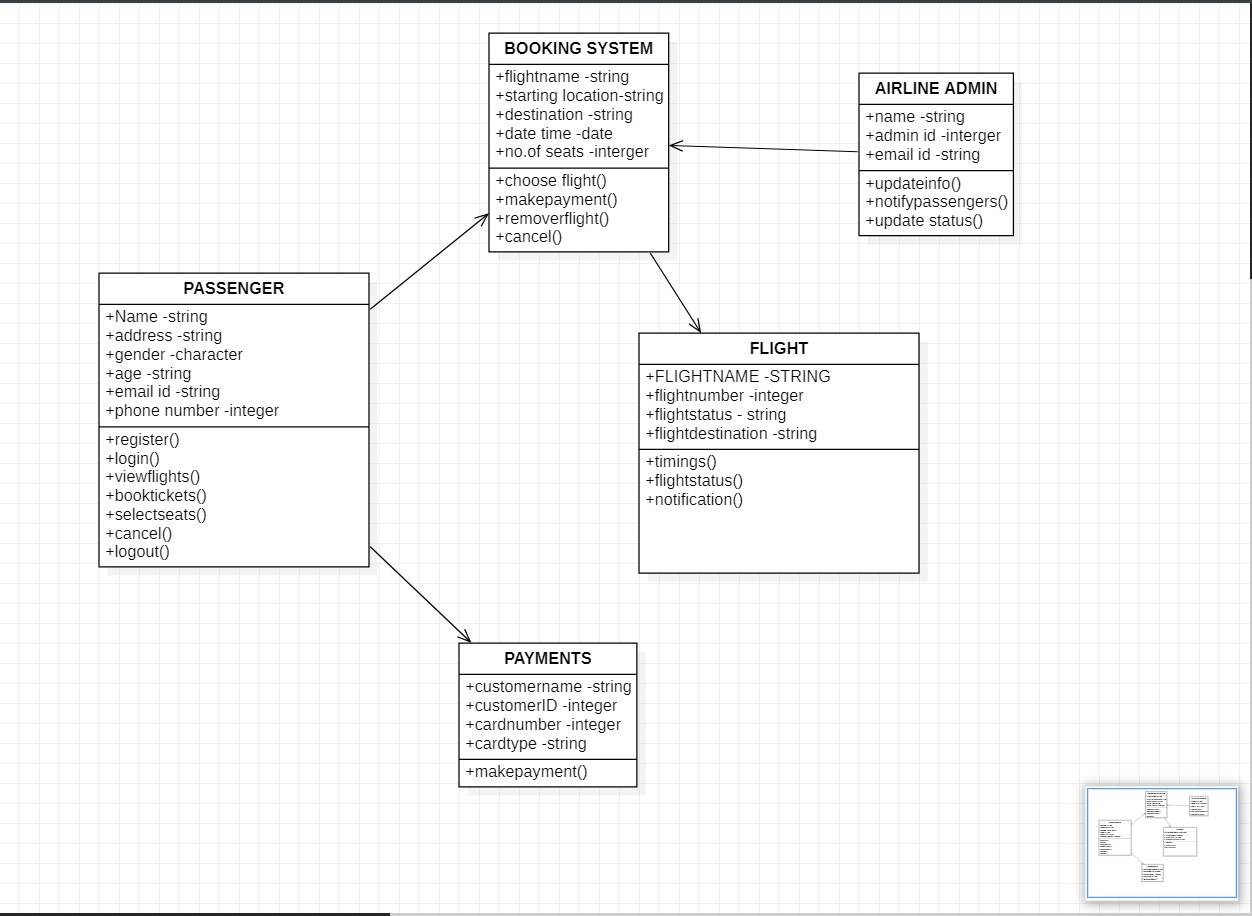 BOOKING SYSTEM
+flightname -string
+starting location-string
+destination -string
+date time -date
+no.of seats -interger
+choose flight()
+makepayment()
+removerflight()
+cancel()
AIRLINE ADMIN
+name -string
+admin id -interger
+email id -string
+updateinfo()
+notifypassengers()
+update status()
PASSENGER
+Name -string
+address -string
+gender -character
+age -string
+email id -string
+phone number -integer
+register()
+login()
+viewflights()
+booktickets()
+selectseats()
+cancel()
+logout()
FLIGHT
+FLIGHTNAME -STRING
+flightnumber -integer
+flightstatus - string
+flightdestination -string
+timings()
+flightstatus()
+notification()
PAYMENTS
+customername -string
+customerID -integer
+cardnumber -integer
+cardtype -string
+makepayment()